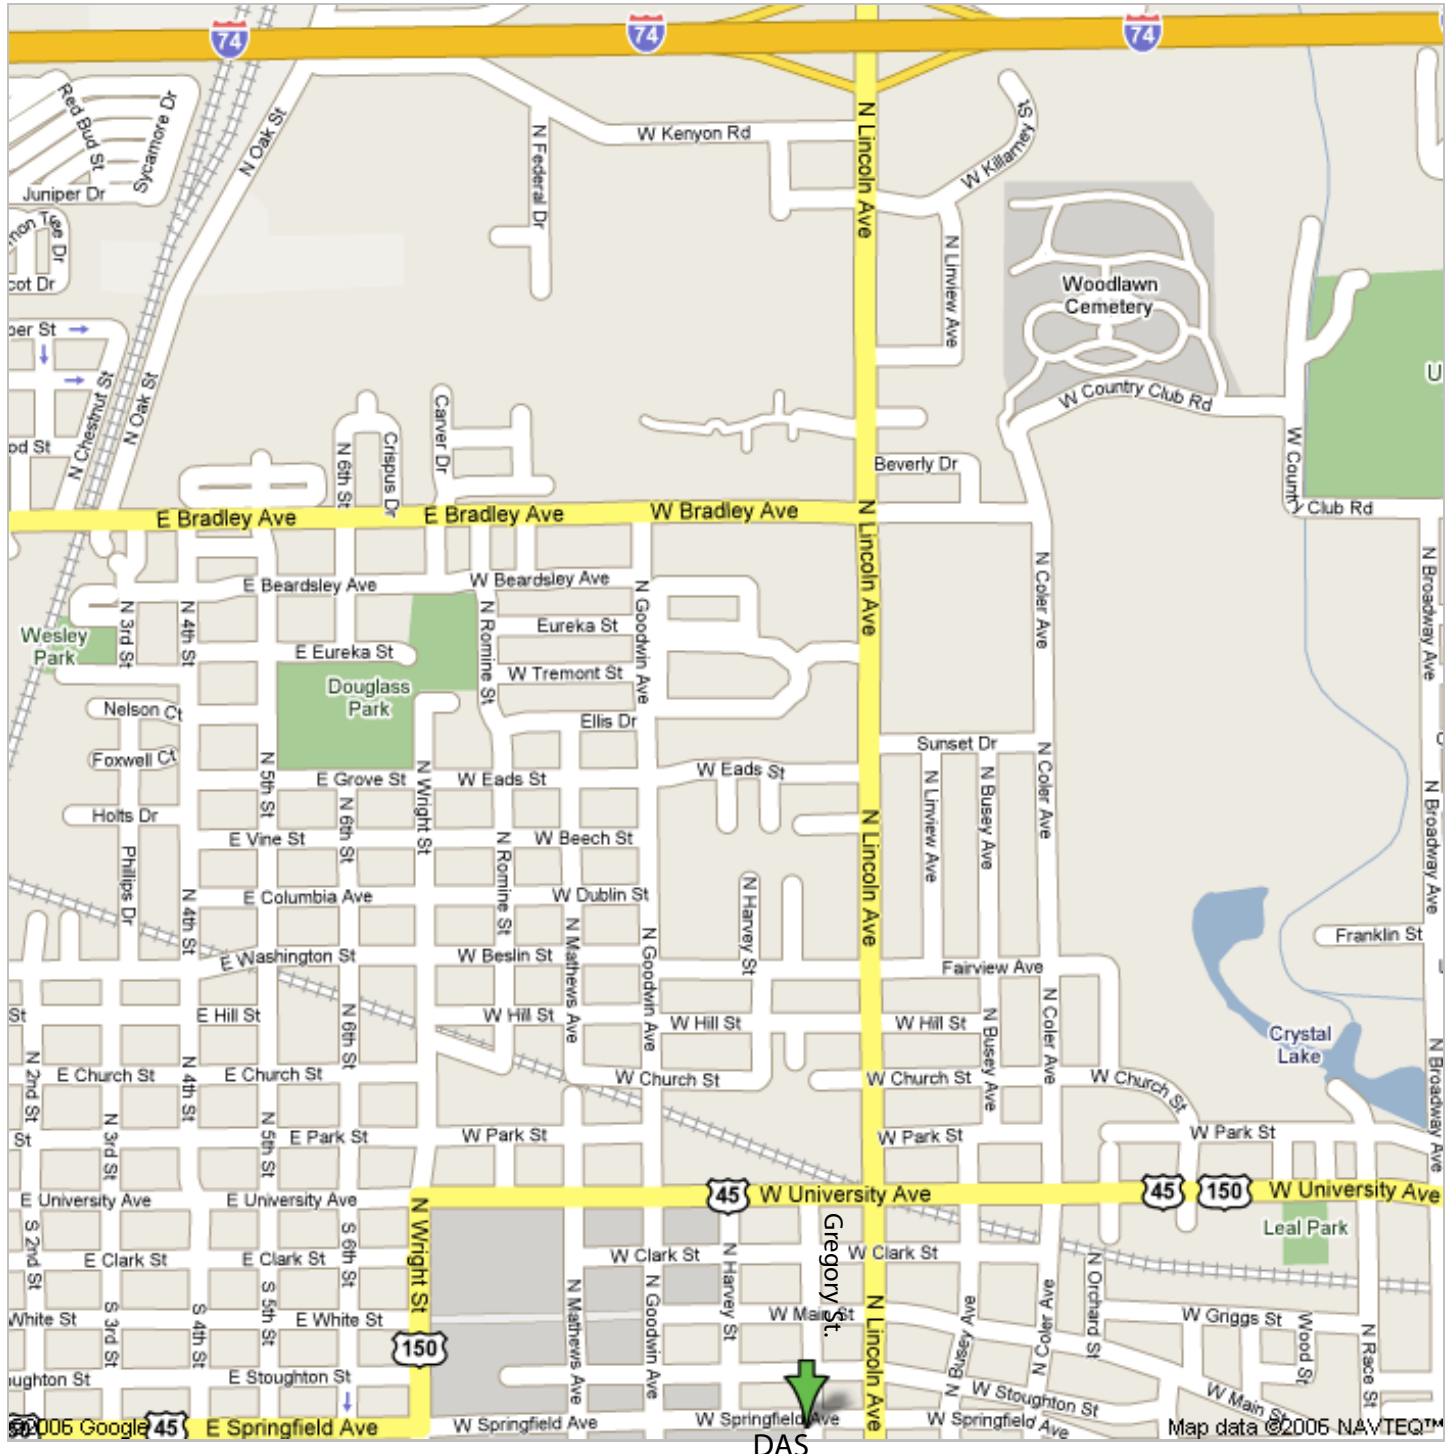 74
74
74
Red Bud St
Sycamore Dr
N Oak St
N Federal Dr
W Kenyon Rd
N Lincoln Ave
W Killarney St
Juniper Dr
mon Tree Dr
cot Dr
N Linview Ave
Woodlawn
Cemetery
per St
N Chestnut St
N Oak St
od St
N 6th St
Crispus Dr
Carver Dr
W Country Club Rd
U
Beverly Dr
W County Club Rd
E Bradley Ave
E Bradley Ave
W Bradley Ave
N Lincoln Ave
N Coler Ave
N Broadway Ave
E Beardsley Ave
W Beardsley Ave
Wesley
Park
N 3rd St
N 4th St
E Eureka St
N Romine St
Eureka St
N Goodwin Ave
W Tremont St
Douglass
Park
Nelson Ct
Ellis Dr
Foxwell Ct
N 5th St
E Grove St
N Wright St
W Eads St
W Eads St
Sunset Dr
N Coler Ave
N Linview Ave
N Busey Ave
N Broadway Ave
Holts Dr
N 6th St
E Vine St
W Beech St
N Lincoln Ave
Phillips Dr
N Romine St
E Columbia Ave
W Dublin St
N Harvey St
N 4th St
N Mathews Ave
N Goodwin Ave
Franklin St
E Washington St
W Beslin St
Fairview Ave
St
E Hill St
N 6th St
W Hill St
W Hill St
W Hill St
N Busey Ave
N Coler Ave
Crystal
Lake
N 2nd St
E Church St
N 4th St
E Church St
W Church St
W Church St
W Church St
N Broadway Ave
St
N 3rd St
N 5th St
E Park St
W Park St
W Park St
W Park St
E University Ave
E University Ave
45
W University Ave
45
150
W University Ave
S 2nd St
N Wright St
S 6th St
Gregory St.
Leal Park
E Clark St
E Clark St
W Clark St
W Clark St
N Mathews Ave
N Goodwin Ave
N Harvey St
N Orchard St
N Coler Ave
N Busey Ave
N Lincoln Ave
White St
S 3rd St
S 4th St
S 5th St
E White St
W Main St
W Griggs St
Wood St
N Race St
150
ughton St
E Stoughton St
W Stoughton St
W Main St
©2006 Google
45
E Springfield Ave
W Springfield Ave
W Springfield Ave
W Springfield Ave
Map data ©2006 NAVTEQ™
DAS